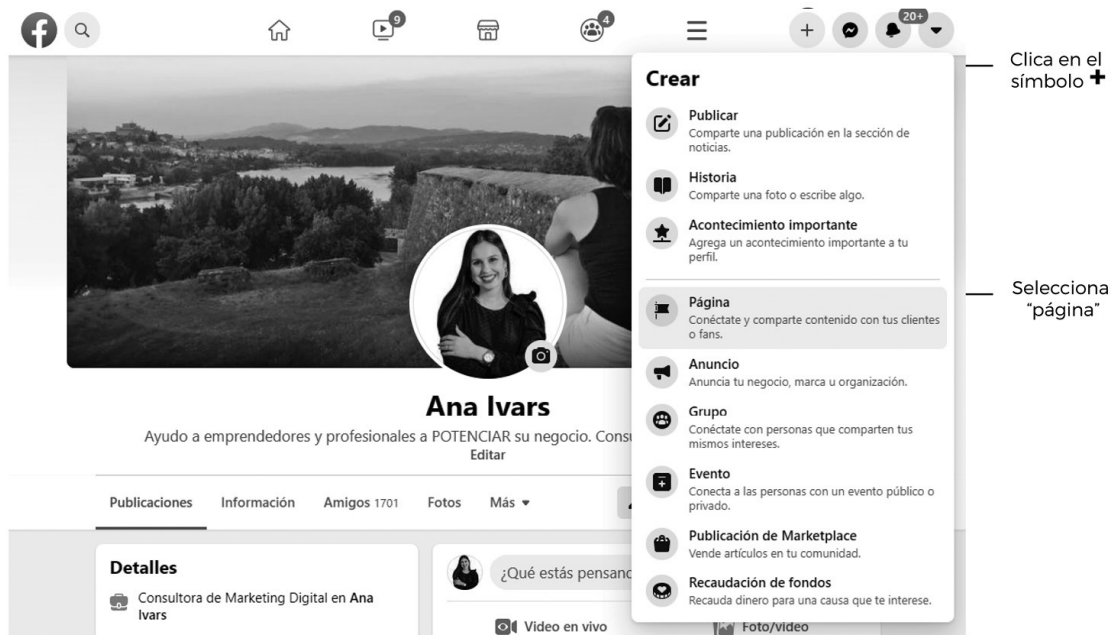 9
4
20+
Clica en el
símbolo +
Crear
Publicar
Comparte una publicación en la sección de
noticias.
Historia
Comparte una foto o escribe algo.
Acontecimiento importante
Agrega un acontecimiento importante a tu
perfil.
Página
Conéctate y comparte contenido con tus clientes
o fans.
Selecciona
“página”
Anuncio
Anuncia tu negocio, marca u organización.
Grupo
Conéctate con personas que comparten tus
mismos intereses.
Evento
Conecta a las personas con un evento público o
privado.
Publicación de Marketplace
Vende artículos en tu comunidad.
Recaudación de fondos
Recauda dinero para una causa que te interese.
Ana Ivars
Ayudo a emprendedores y profesionales a POTENCIAR su negocio.
Editar
Publicaciones Información Amigos 1701 Fotos Más
Detalles
Consultora de Marketing Digital en Ana
Ivars
¿Qué estás
Video en vivo Foto/video